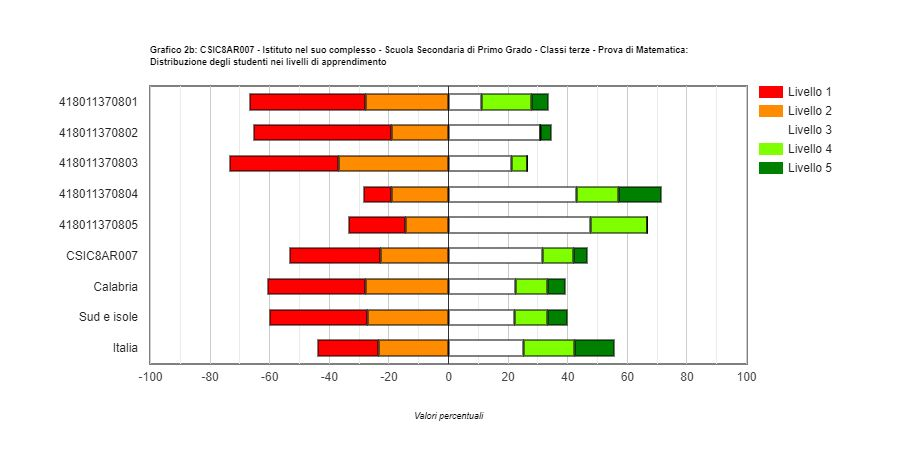 Grafico 2b: CSIC8AR007 - Istituto nel suo complesso - Scuola Secondaria di Primo Grado - Classi terze - Prova di Matematica:
Distribuzione degli studenti nei livelli di apprendimento
418011370801
418011370802
418011370803
418011370804
418011370805
CSIC8AR007
Calabria
Sud e isole
Italia
-100 -80 -60 -40 -20 0 20 40 60 80 100
Valori percentuali
Livello 1
Livello 2
Livello 3
Livello 4
Livello 5